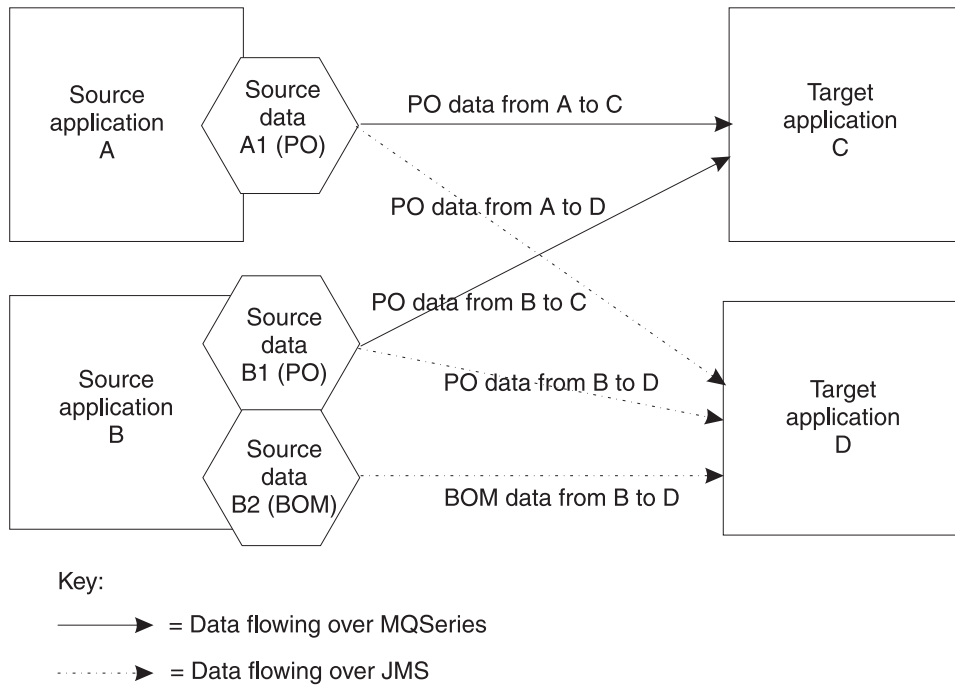 Source
application
A
Source
data
A1 (PO)
PO data from A to C
Target
application
C
PO data from A to D
PO data from B to C
Source
application
B
Source
data
B1 (PO)
PO data from B to D
Source
data
B2 (BOM)
BOM data from B to D
Target
application
D
Key:
= Data flowing over MQSeries
= Data flowing over JMS